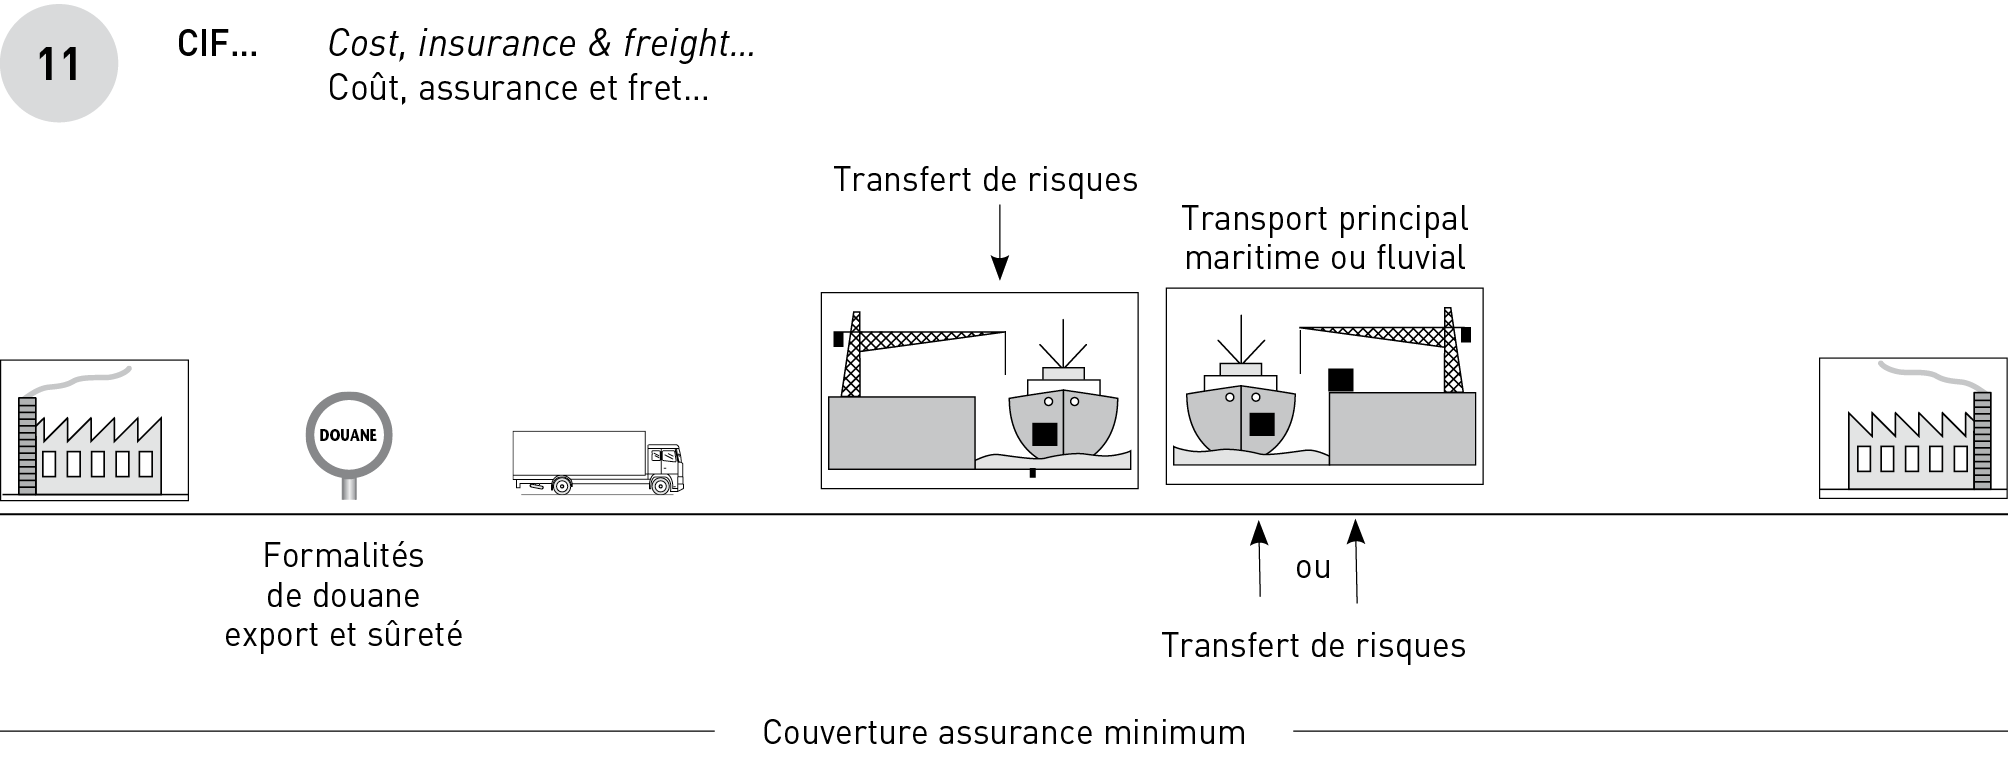 11
CIF...
Cost, insurance & freight...
Coût, assurance et fret...
Transfert de risques
Transport principal
maritime ou fluvial
DOUANE
Formalités
de douane
export et sûreté
ou
Transfert de risques
Couverture assurance minimum